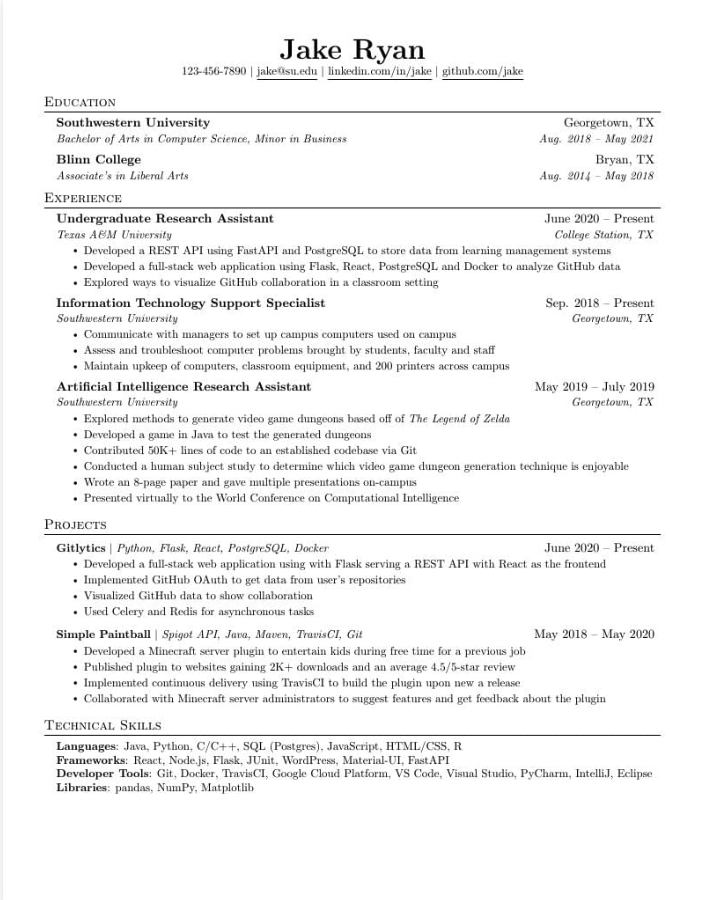 Jake Ryan
123-456-7890 | jake@su.edu | linkedin.com/in/jake | github.com/jake
Education
Southwestern University Georgetown, TX
Bachelor of Arts in Computer Science, Minor in Business Aug. 2018 – May 2021
Blinn College Bryan, TX
Associate's in Liberal Arts Aug. 2014 – May 2018
Experience
Undergraduate Research Assistant June 2020 – Present
Texas A&M University College Station, TX
• Developed a REST API using FastAPI and PostgreSQL to store data from learning management systems
• Developed a full-stack web application using Flask, React, PostgreSQL and Docker to analyze GitHub data
• Explored ways to visualize GitHub collaboration in a classroom setting
Information Technology Support Specialist Sep. 2018 – Present
Southwestern University Georgetown, TX
• Communicate with managers to set up campus computers used on campus
• Assess and troubleshoot computer problems brought by students, faculty and staff
• Maintain upkeep of computers, classroom equipment, and 200 printers across campus
Artificial Intelligence Research Assistant May 2019 – July 2019
Southwestern University Georgetown, TX
• Explored methods to generate video game dungeons based off of The Legend of Zelda
• Developed a game in Java to test the generated dungeons
• Contributed 50K+ lines of code to an established codebase via Git
• Conducted a human subject study to determine which video game dungeon generation technique is enjoyable
• Wrote an 8-page paper and gave multiple presentations on-campus
• Presented virtually to the World Conference on Computational Intelligence
Projects
Gitlytics | Python, Flask, React, PostgreSQL, Docker June 2020 – Present
• Developed a full-stack web application using with Flask serving a REST API with React as the frontend
• Implemented GitHub OAuth to get data from user's repositories
• Visualized GitHub data to show collaboration
• Used Celery and Redis for asynchronous tasks
Simple Paintball | Spigot API, Java, Maven, TravisCI, Git May 2018 – May 2020
• Developed a Minecraft server plugin to entertain kids during free time for a previous job
• Published plugin to websites gaining 2K+ downloads and an average 4.5/5-star review
• Implemented continuous delivery using TravisCI to build the plugin upon new a release
• Collaborated with Minecraft server administrators to suggest features and get feedback about the plugin
Technical Skills
Languages: Java, Python, C/C++, SQL (Postgres), JavaScript, HTML/CSS, R
Frameworks: React, Node.js, Flask, JUnit, WordPress, Material-UI, FastAPI
Developer Tools: Git, Docker, TravisCI, Google Cloud Platform, VS Code, Visual Studio, PyCharm, IntelliJ, Eclipse
Libraries: pandas, NumPy, Matplotlib